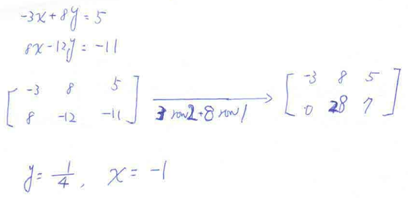 -3x+8y=5
8x-12y=-11
[-3 8 5
8 -12 -11] 3 row2+8 row1 → [-3 8 5
0 28 7]
y=1/4, x=-1